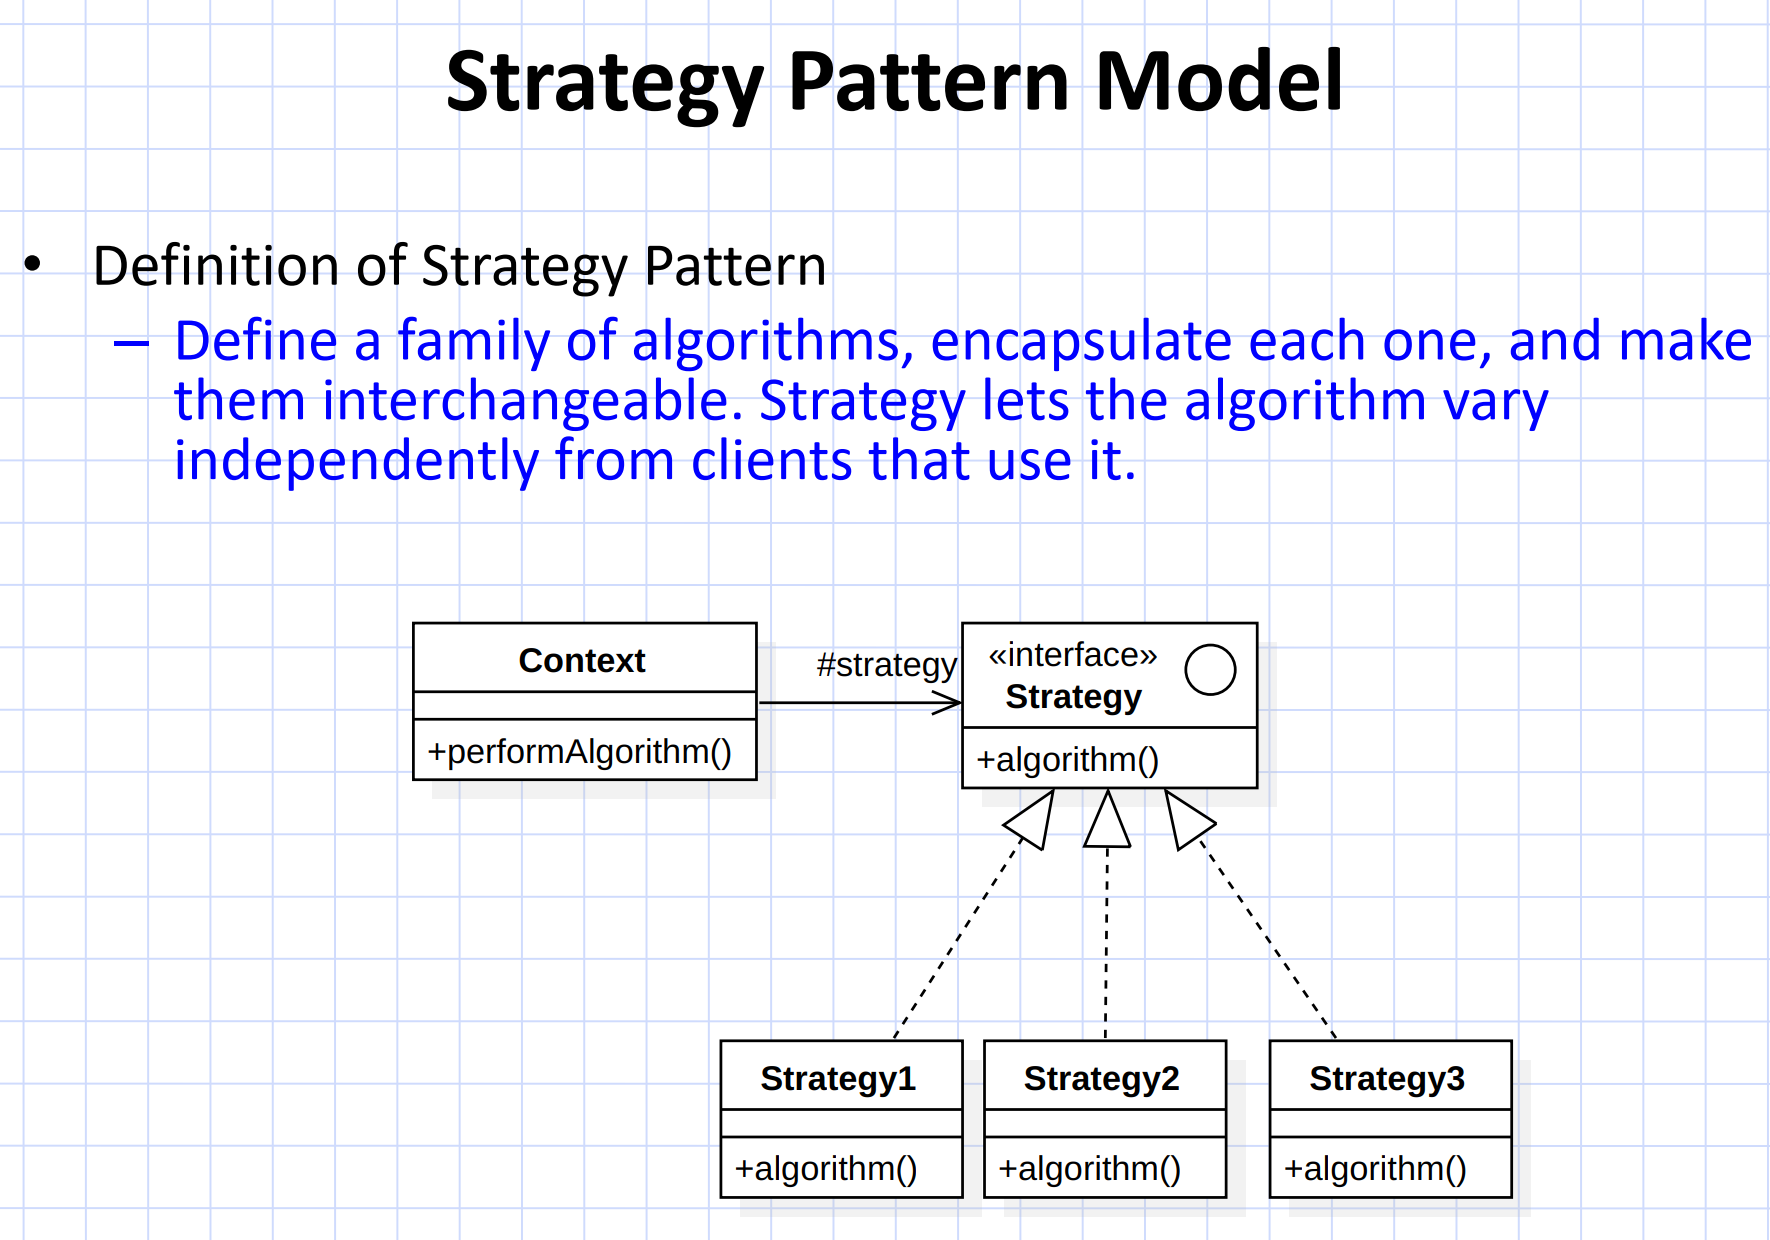 Strategy Pattern Model
• Definition of Strategy Pattern
– Define a family of algorithms, encapsulate each one, and make
them interchangeable. Strategy lets the algorithm vary
independently from clients that use it.
Context
+performAlgorithm()
#strategy
«interface»
Strategy
+algorithm()
Strategy1
+algorithm()
Strategy2
+algorithm()
Strategy3
+algorithm()